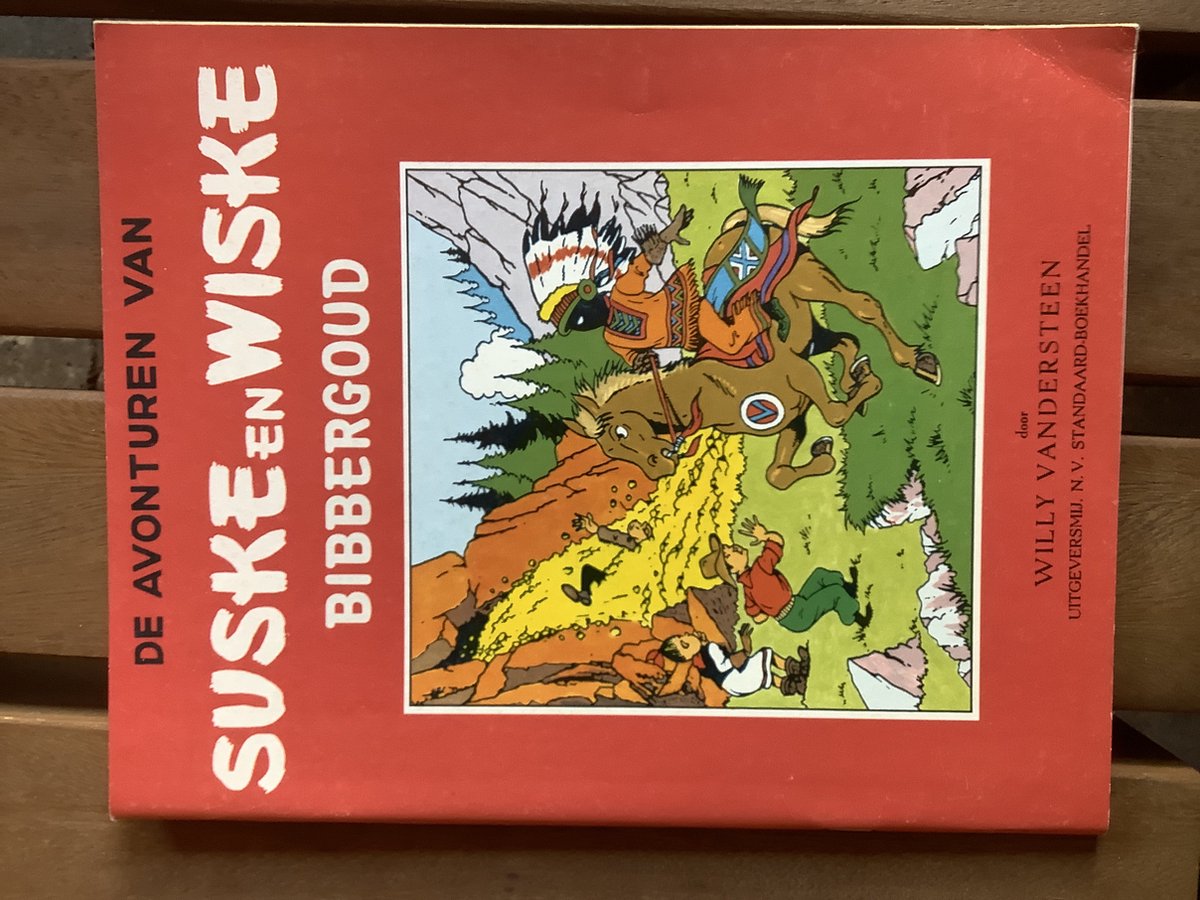 DE AVONTUREN VAN
SUSKE EN WISKE
BIBBERGOUD
door
WILLY VANDERSTEEN
UITGEVERSMIJ. N.V. STANDAARD-BOEKHANDEL